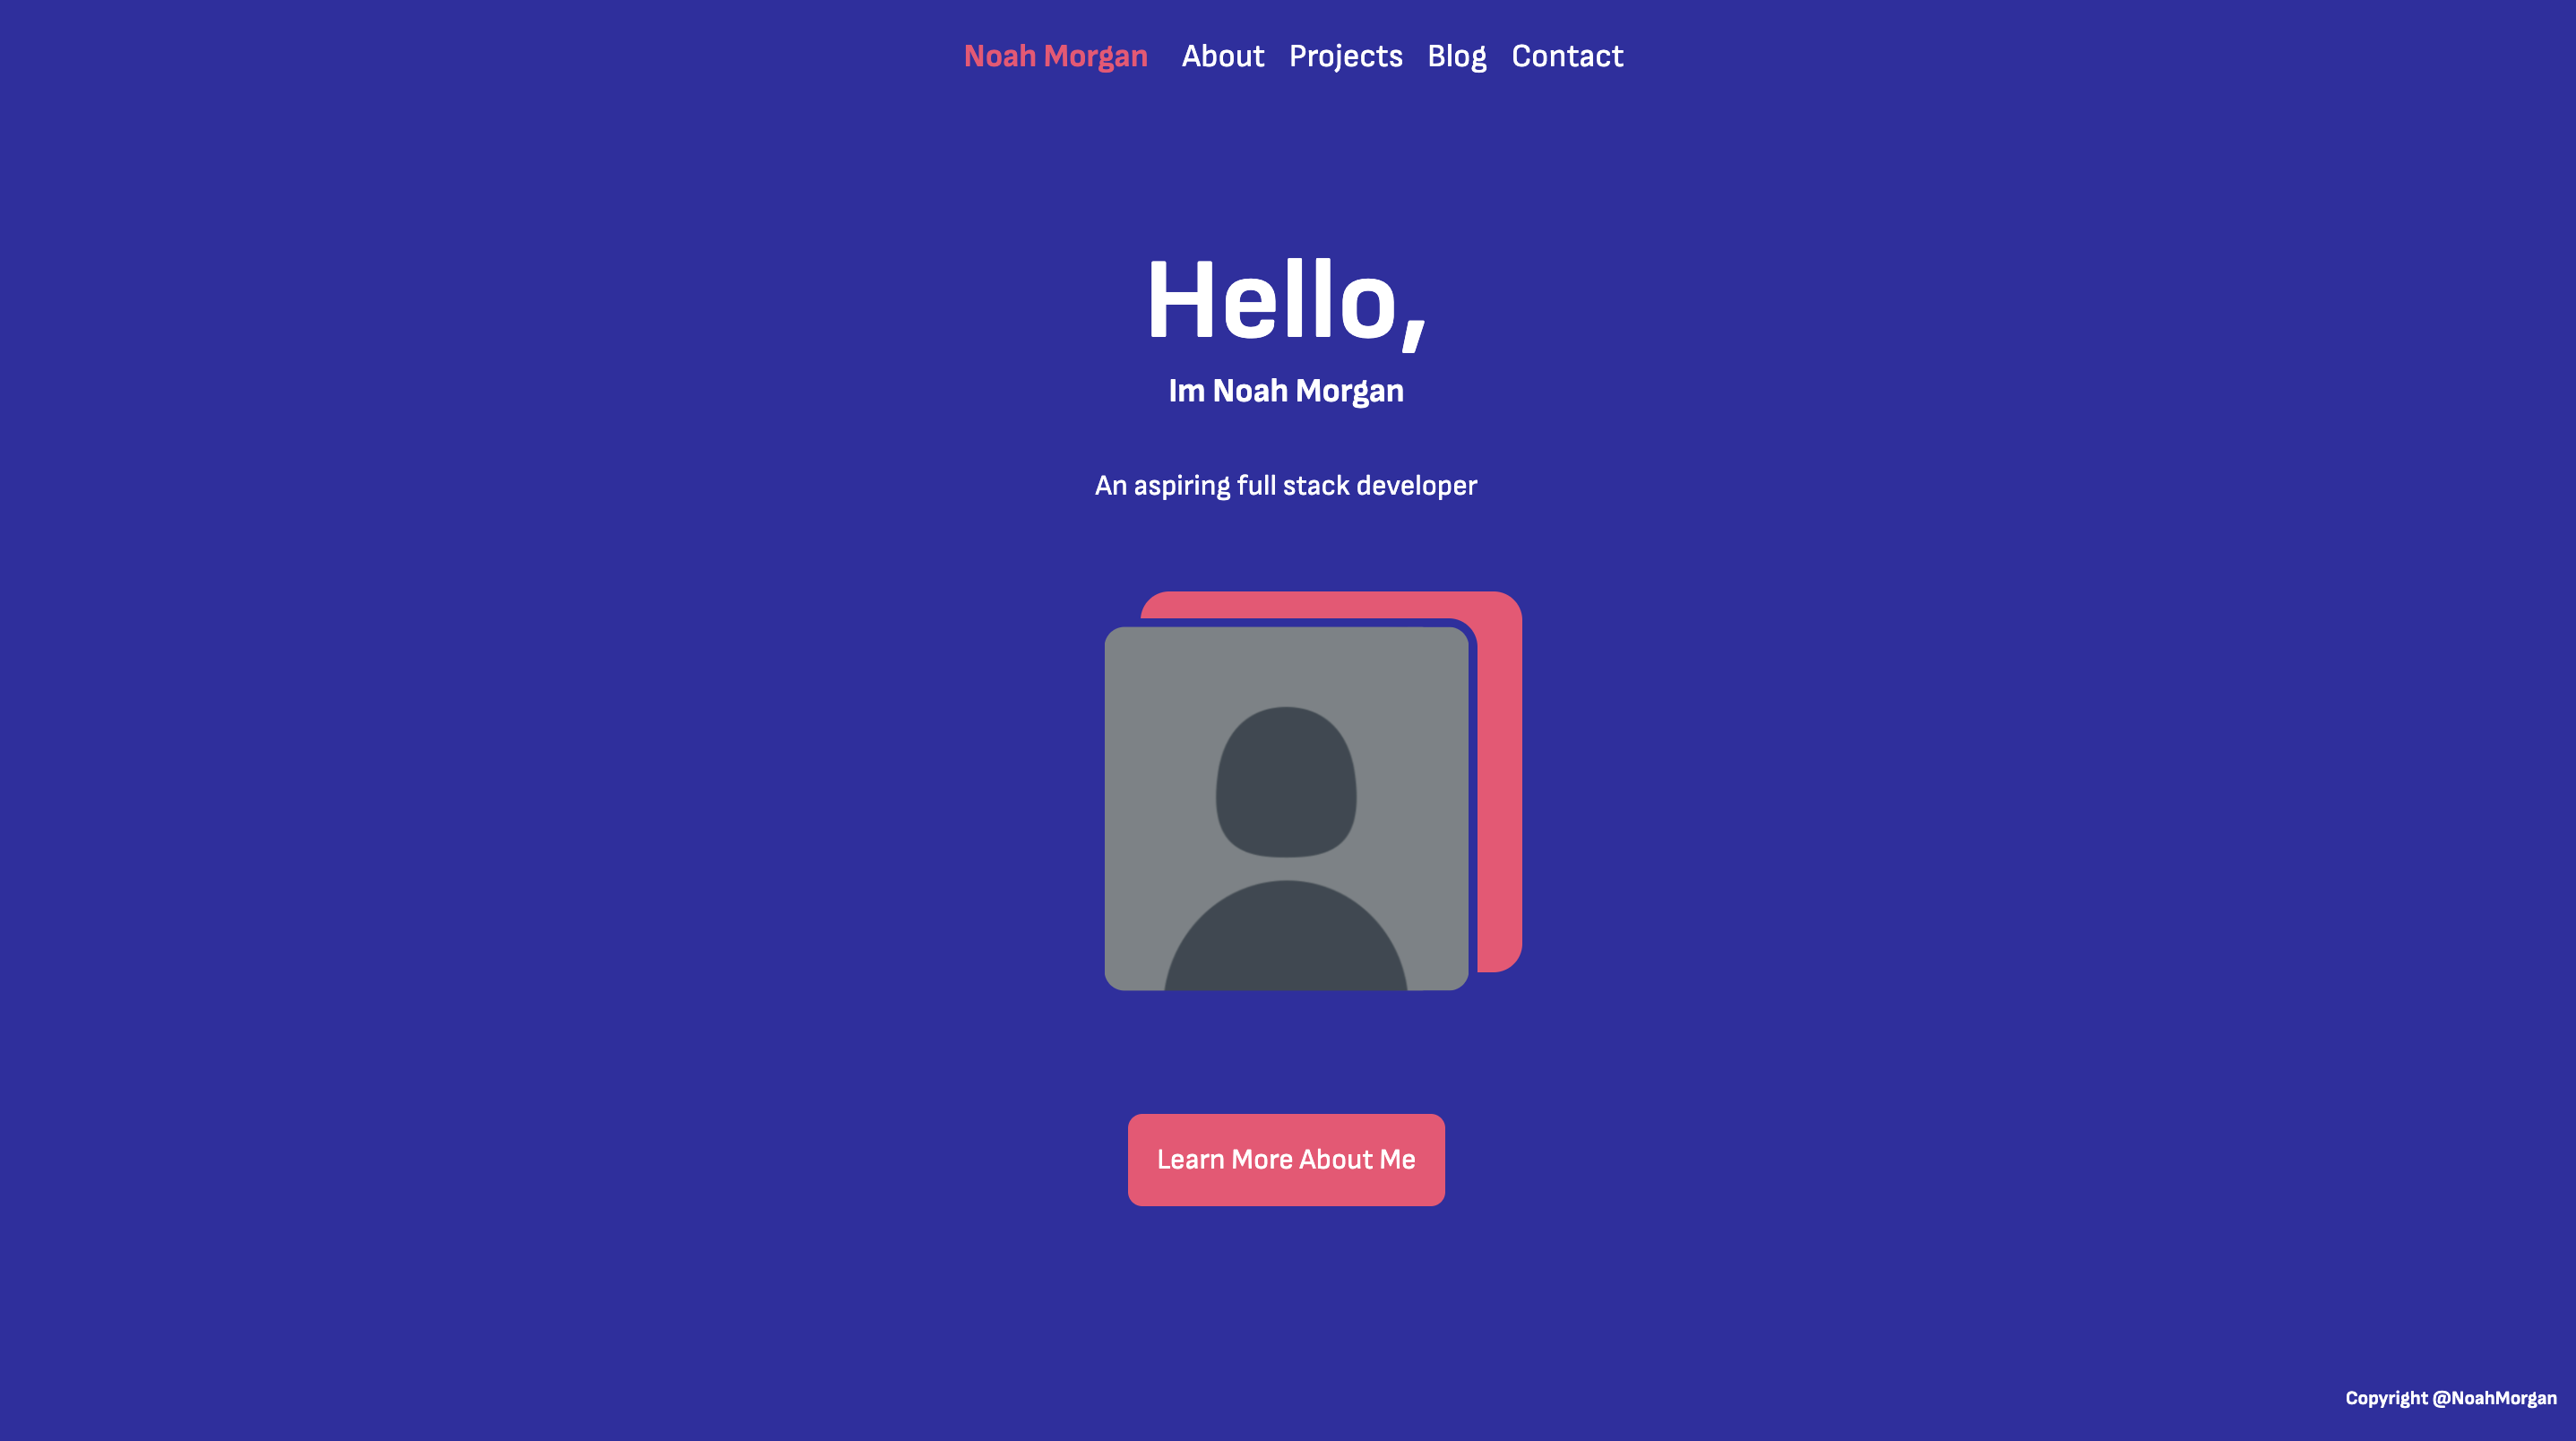 Noah Morgan About Projects Blog Contact
Hello,
Im Noah Morgan
An aspiring full stack developer
Learn More About Me
Copyright @NoahMorgan